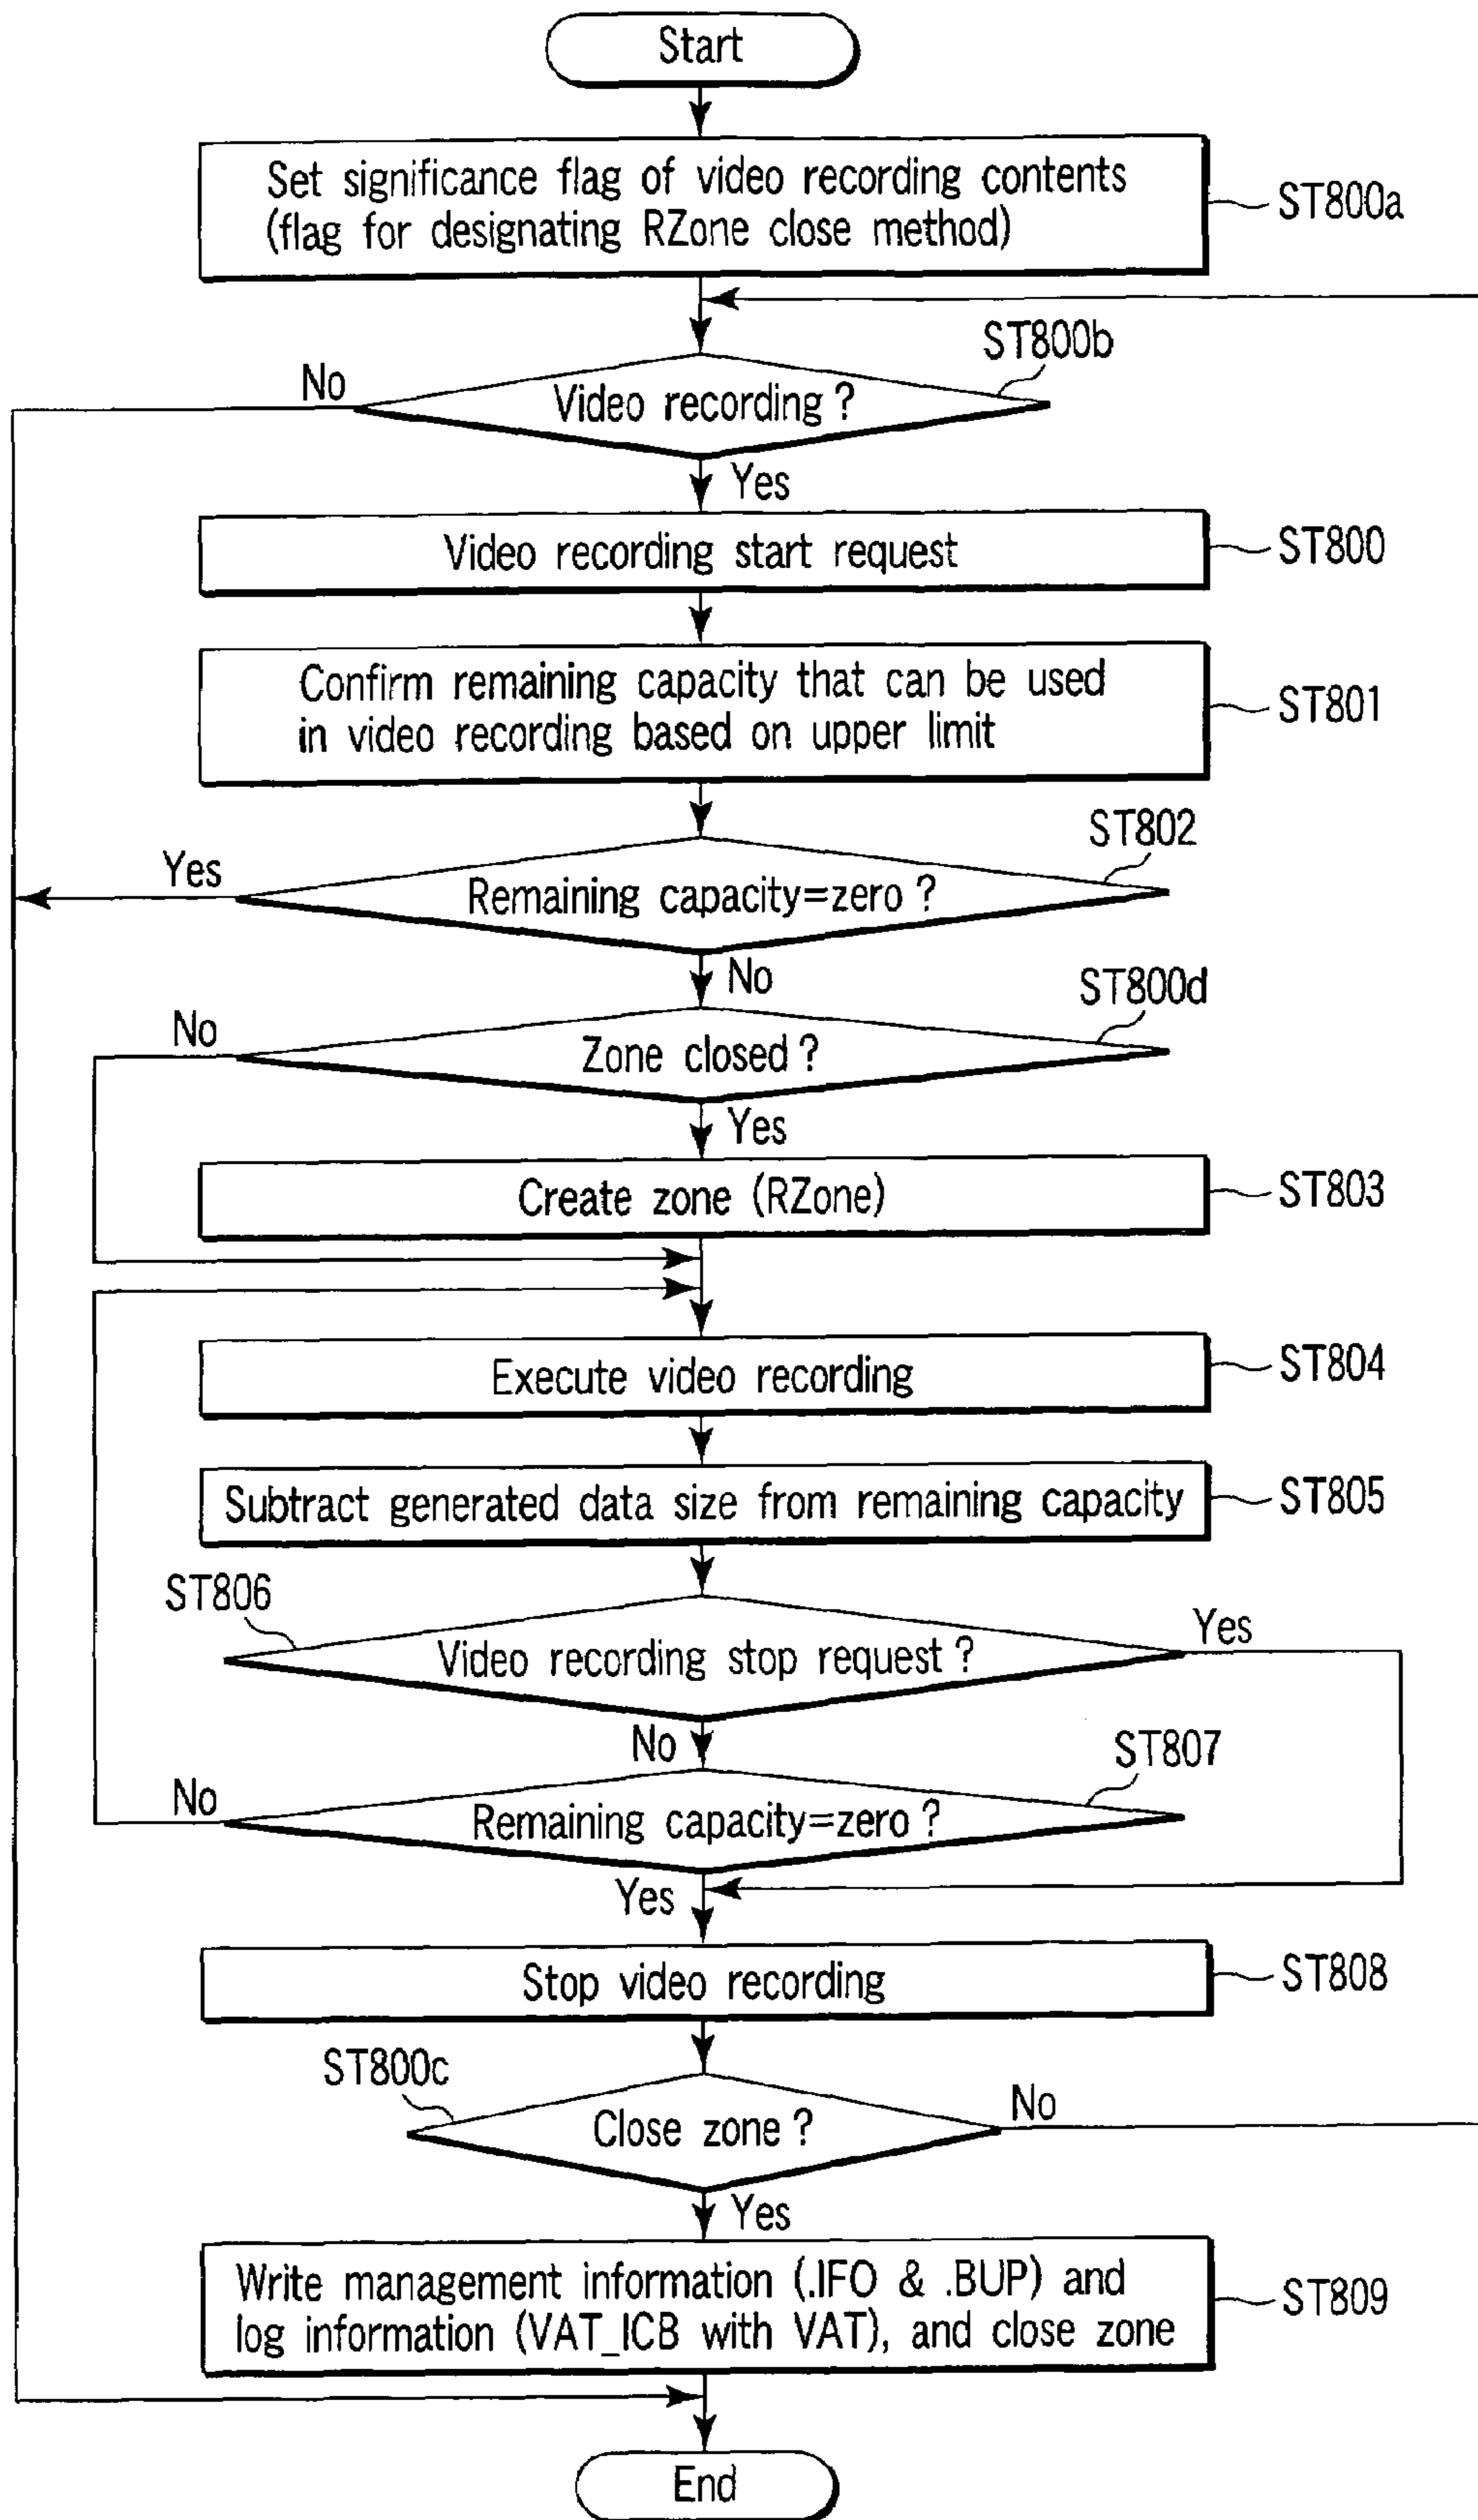 Start
Set significance flag of video recording contents
(flag for designating RZone close method)
ST800a
ST800b
No
Video recording ?
Yes
Video recording start request
ST800
Confirm remaining capacity that can be used
in video recording based on upper limit
ST801
ST802
Yes
Remaining capacity=zero ?
No
ST800d
No
Zone closed ?
Yes
Create zone (RZone)
ST803
Execute video recording
ST804
Subtract generated data size from remaining capacity
ST805
ST806
Yes
Video recording stop request ?
No
ST807
No
Remaining capacity=zero ?
Yes
Stop video recording
ST808
ST800c
No
Close zone ?
Yes
Write management information (.IFO & .BUP) and
log information (VAT_ICB with VAT), and close zone
ST809
End